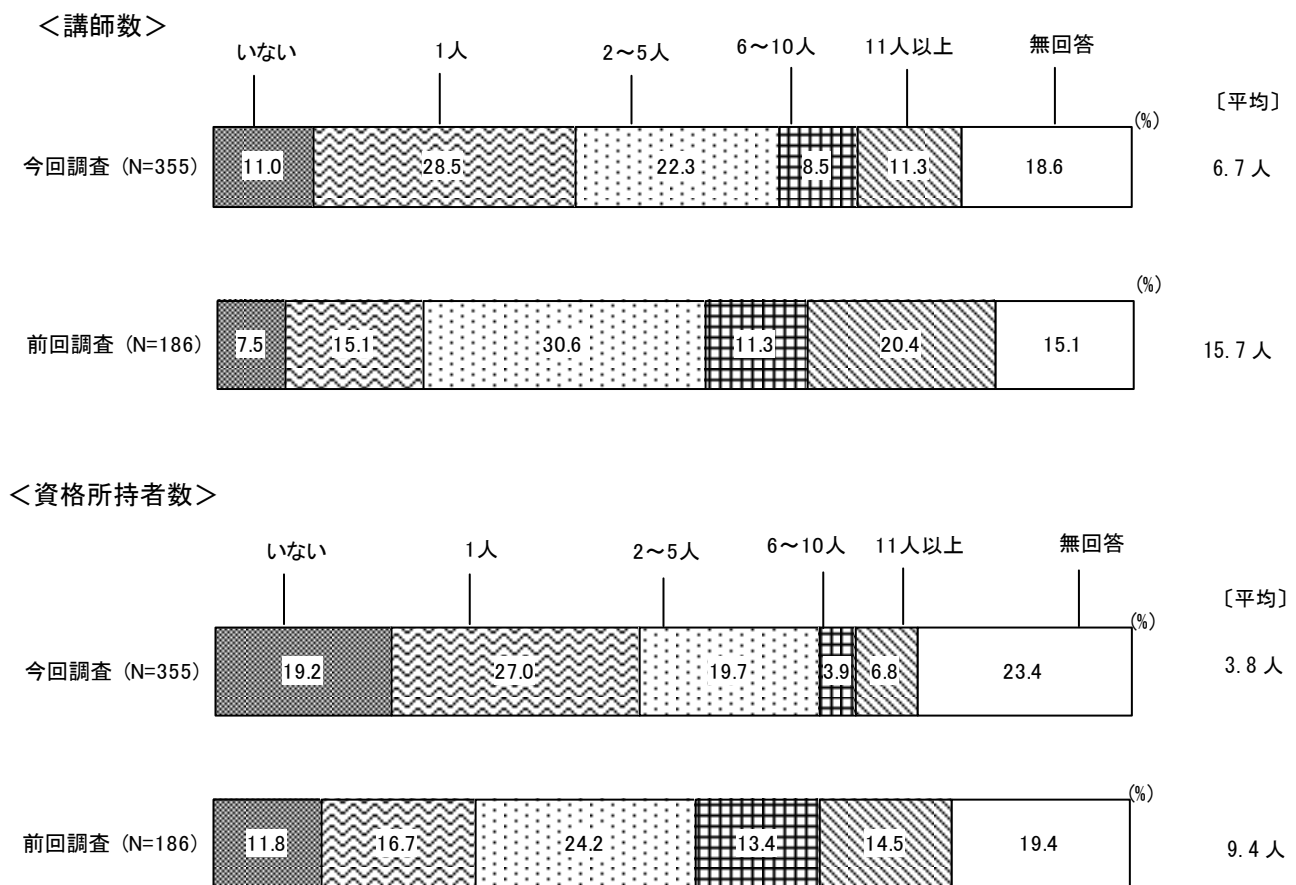 ＜講師数＞
いない 1人 2～5人 6～10人 11人以上 無回答
〔平均〕
(%)
今回調査 (N=355) 11.0 28.5 22.3 8.5 11.3 18.6 6.7 人
(%)
前回調査 (N=186) 7.5 15.1 30.6 11.3 20.4 15.1 15.7 人
＜資格所持者数＞
いない 1人 2～5人 6～10人 11人以上 無回答
〔平均〕
(%)
今回調査 (N=355) 19.2 27.0 19.7 3.9 6.8 23.4 3.8 人
(%)
前回調査 (N=186) 11.8 16.7 24.2 13.4 14.5 19.4 9.4 人